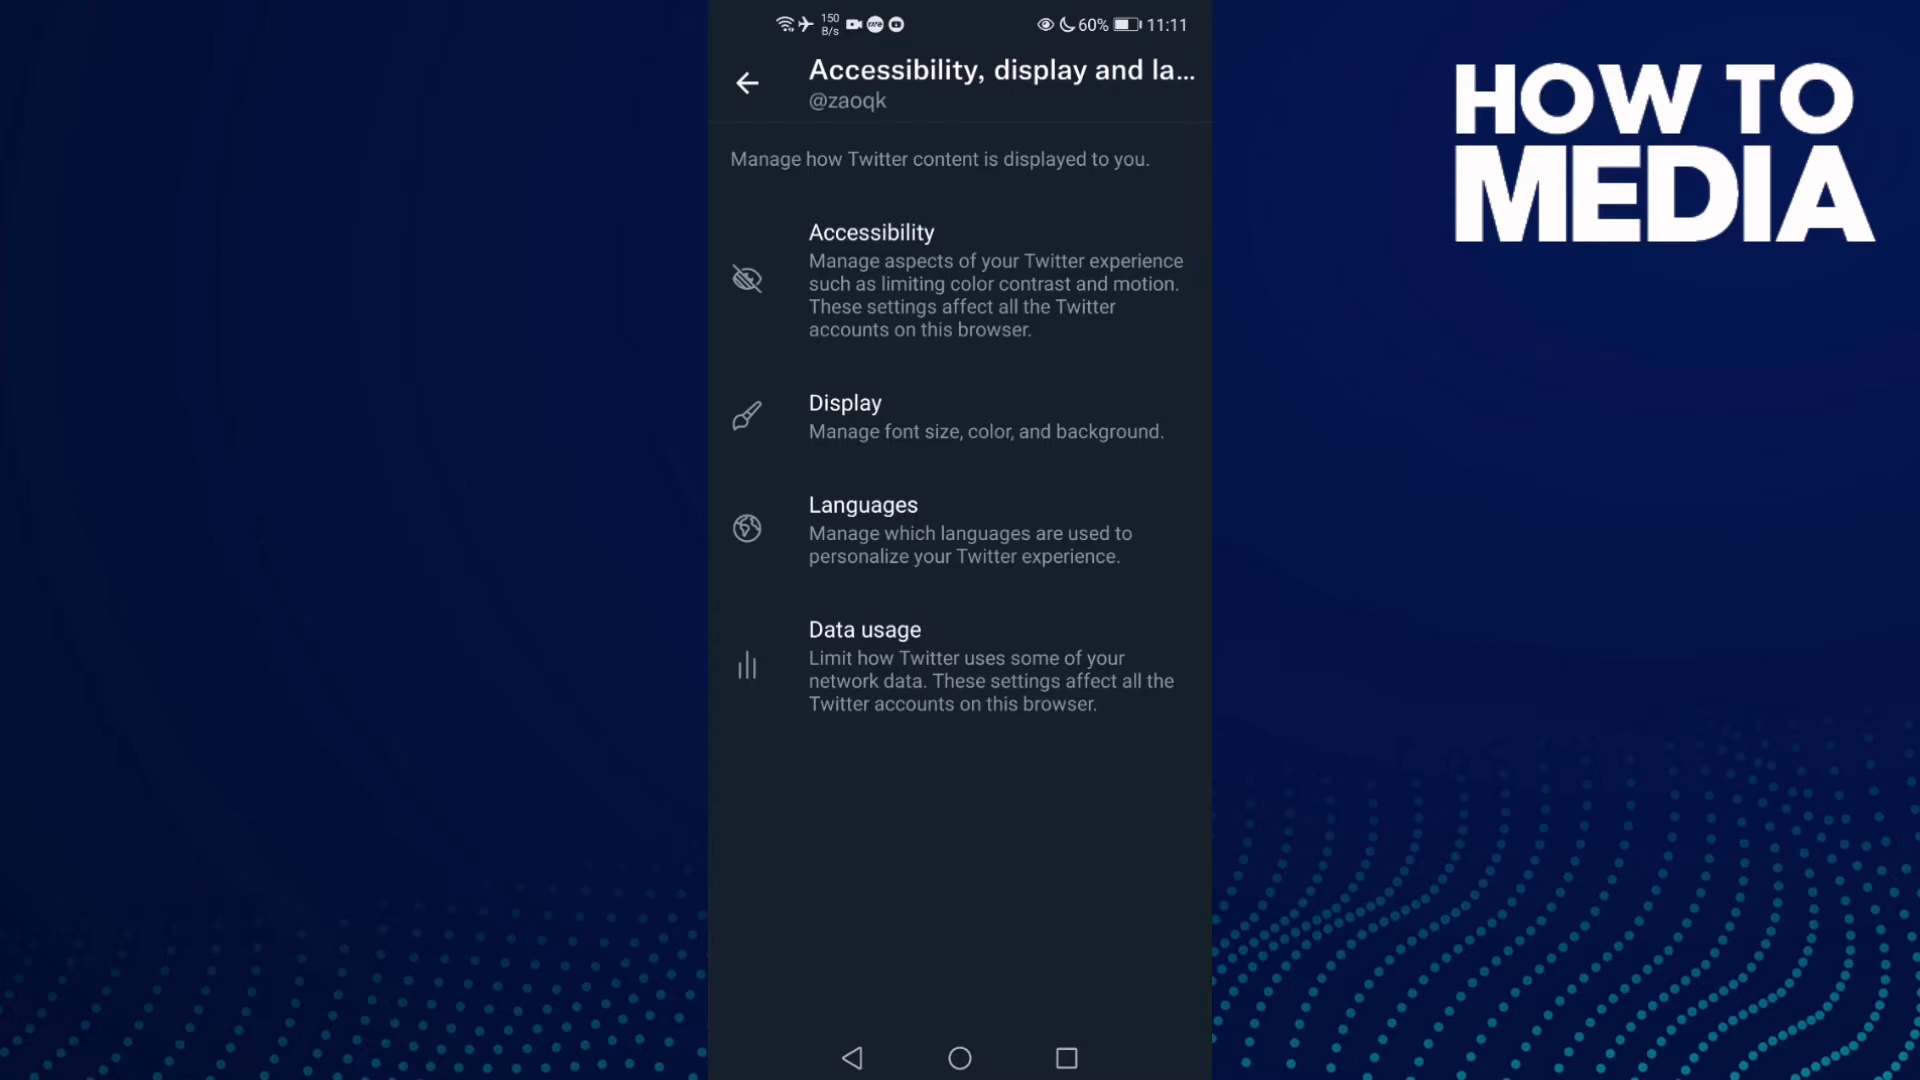 150
B/s
60%
11:11
Accessibility, display and la...
@zaoqk
Manage how Twitter content is displayed to you.
Accessibility
Manage aspects of your Twitter experience
such as limiting color contrast and motion.
These settings affect all the Twitter
accounts on this browser.
Display
Manage font size, color, and background.
Languages
Manage which languages are used to
personalize your Twitter experience.
Data usage
Limit how Twitter uses some of your
network data. These settings affect all the
Twitter accounts on this browser.
HOW TO
MEDIA